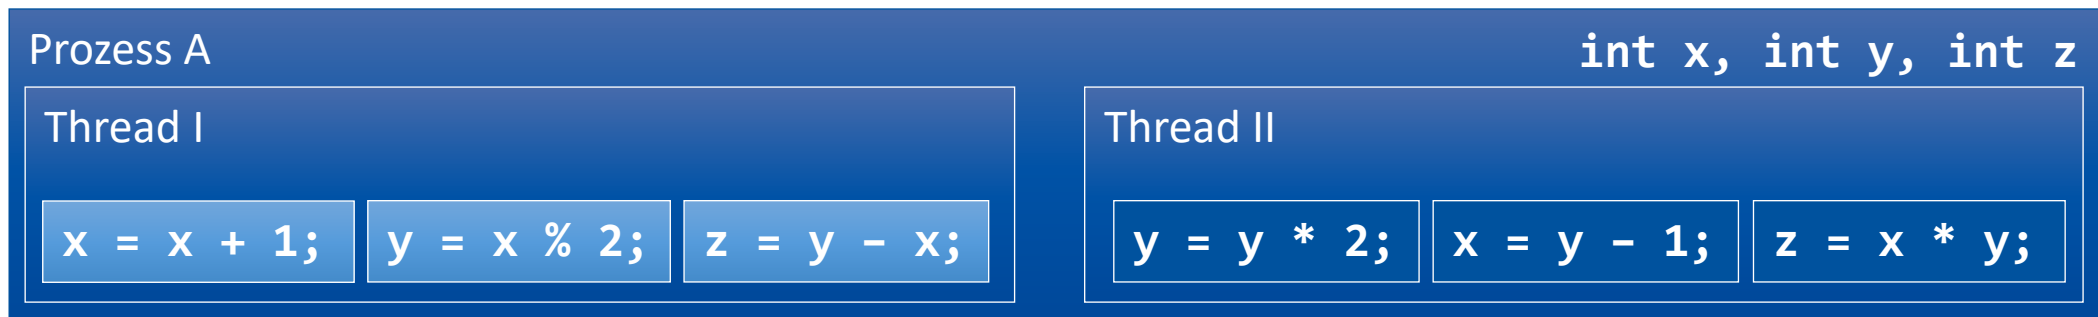 Prozess A
int x, int y, int z
Thread I
x = x + 1;
y = x % 2;
z = y – x;
Thread II
y = y * 2;
x = y – 1;
z = x * y;